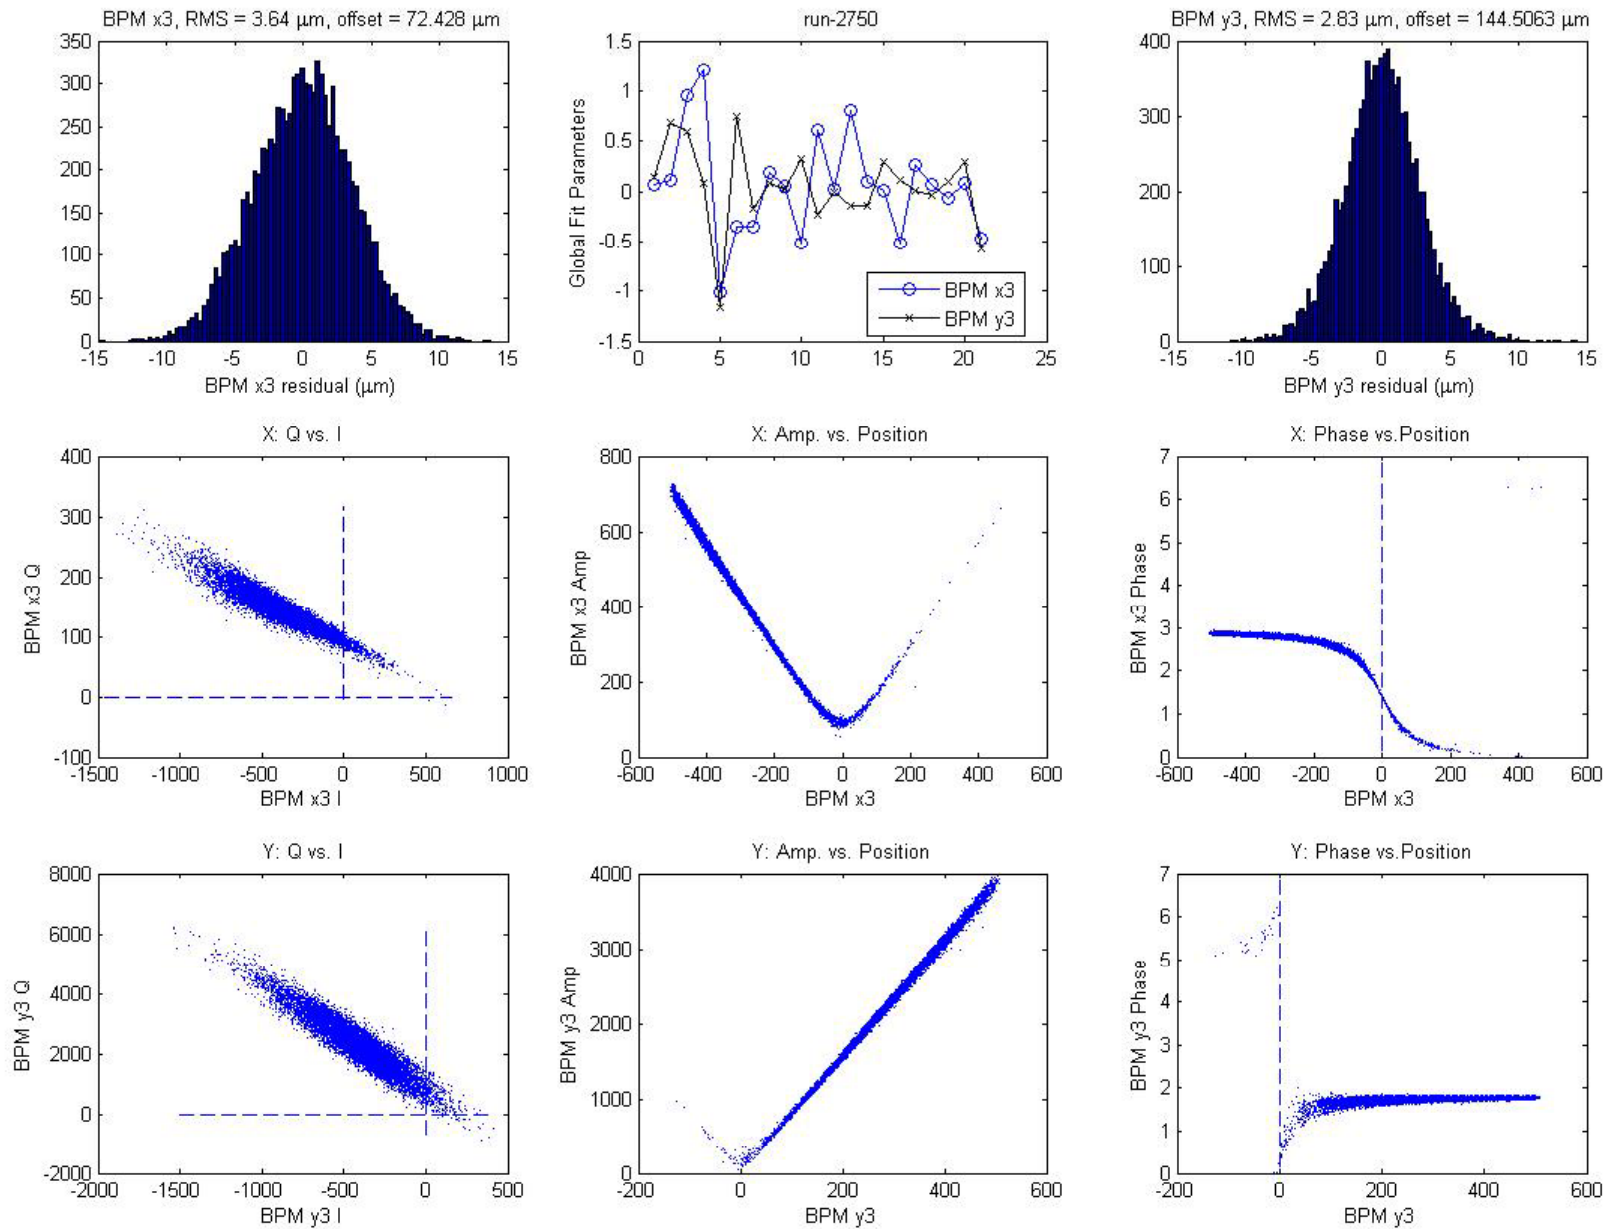 BPM x3, RMS = 3.64 μm, offset = 72.428 μm
350
300
250
200
150
100
50
0
-15 -10 -5 0 5 10 15
BPM x3 residual (μm)
run-2750
Global Fit Parameters
1.5
1
0.5
0
-0.5
-1
-1.5
0 5 10 15 20 25
BPM x3
BPM y3
BPM y3, RMS = 2.83 μm, offset = 144.5063 μm
400
300
200
100
0
-15 -10 -5 0 5 10 15
BPM y3 residual (μm)
X: Q vs. I
BPM x3 Q
400
300
200
100
0
-100
-1500 -1000 -500 0 500 1000
BPM x3 I
X: Amp. vs. Position
BPM x3 Amp
800
600
400
200
0
-600 -400 -200 0 200 400 600
BPM x3
X: Phase vs.Position
BPM x3 Phase
7
6
5
4
3
2
1
0
-600 -400 -200 0 200 400 600
BPM x3
Y: Q vs. I
BPM y3 Q
8000
6000
4000
2000
0
-2000
-2000 -1500 -1000 -500 0 500
BPM y3 I
Y: Amp. vs. Position
BPM y3 Amp
4000
3000
2000
1000
0
-200 0 200 400 600
BPM y3
Y: Phase vs.Position
BPM y3 Phase
7
6
5
4
3
2
1
0
-200 0 200 400 600
BPM y3